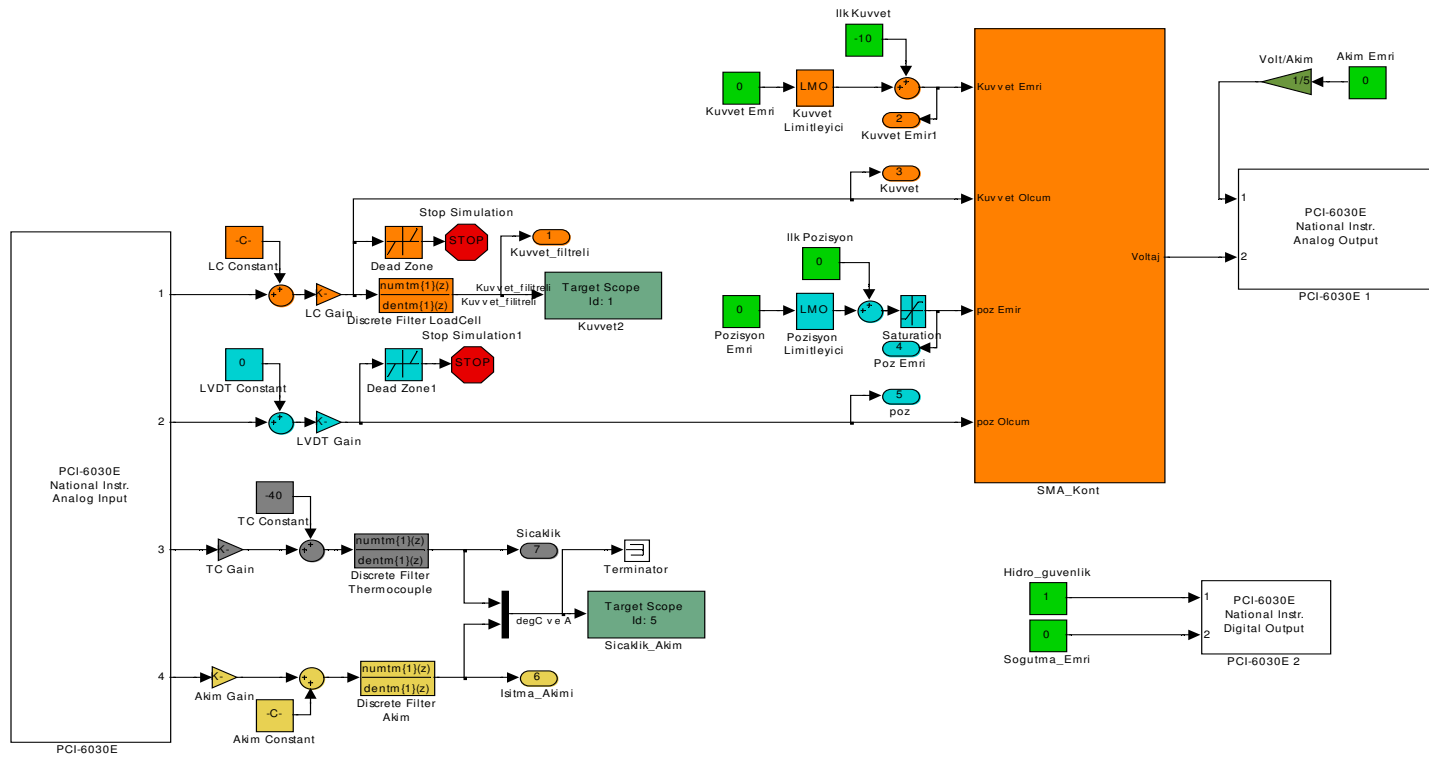 Ilk Kuvvet
-10
Kuvvet Emri
0
LMO
Kuvvet
Limitleyici
2
Kuvvet Emir1
Kuvvet Emri
Kuvvet Olcum
poz Emir
poz Olcum
Voltaj
SMA_Kont
Volt/Akim
1/5
Akim Emri
0
1
2
PCI-6030E
National Instr.
Analog Output
PCI-6030E 1
3
Kuvvet
-C-
LC Constant
K-
LC Gain
Dead Zone
Stop Simulation
STOP
1
Kuvvet_filtreli
numtm{1}(z)
dentm{1}(z)
Discrete Filter LoadCell
Kuvvet_filitreli
Kuvvet_filitreli
Target Scope
Id: 1
Kuvvet2
Ilk Pozisyon
0
0
Pozisyon
Emri
LMO
Pozisyon
Limitleyici
Saturation
4
Poz Emri
0
LVDT Constant
K-
LVDT Gain
Dead Zone1
Stop Simulation1
STOP
5
poz
PCI-6030E
National Instr.
Analog Input
1
2
3
4
PCI-6030E
-40
TC Constant
K-
TC Gain
numtm{1}(z)
dentm{1}(z)
Discrete Filter
Thermocouple
Sicaklik
7
Terminator
degC ve A
Target Scope
Id: 5
Sicaklik_Akim
K-
Akim Gain
-C-
Akim Constant
numtm{1}(z)
dentm{1}(z)
Discrete Filter
Akim
6
Isitma_Akimi
Hidro_guvenlik
1
0
Sogutma_Emri
1
2
PCI-6030E
National Instr.
Digital Output
PCI-6030E 2